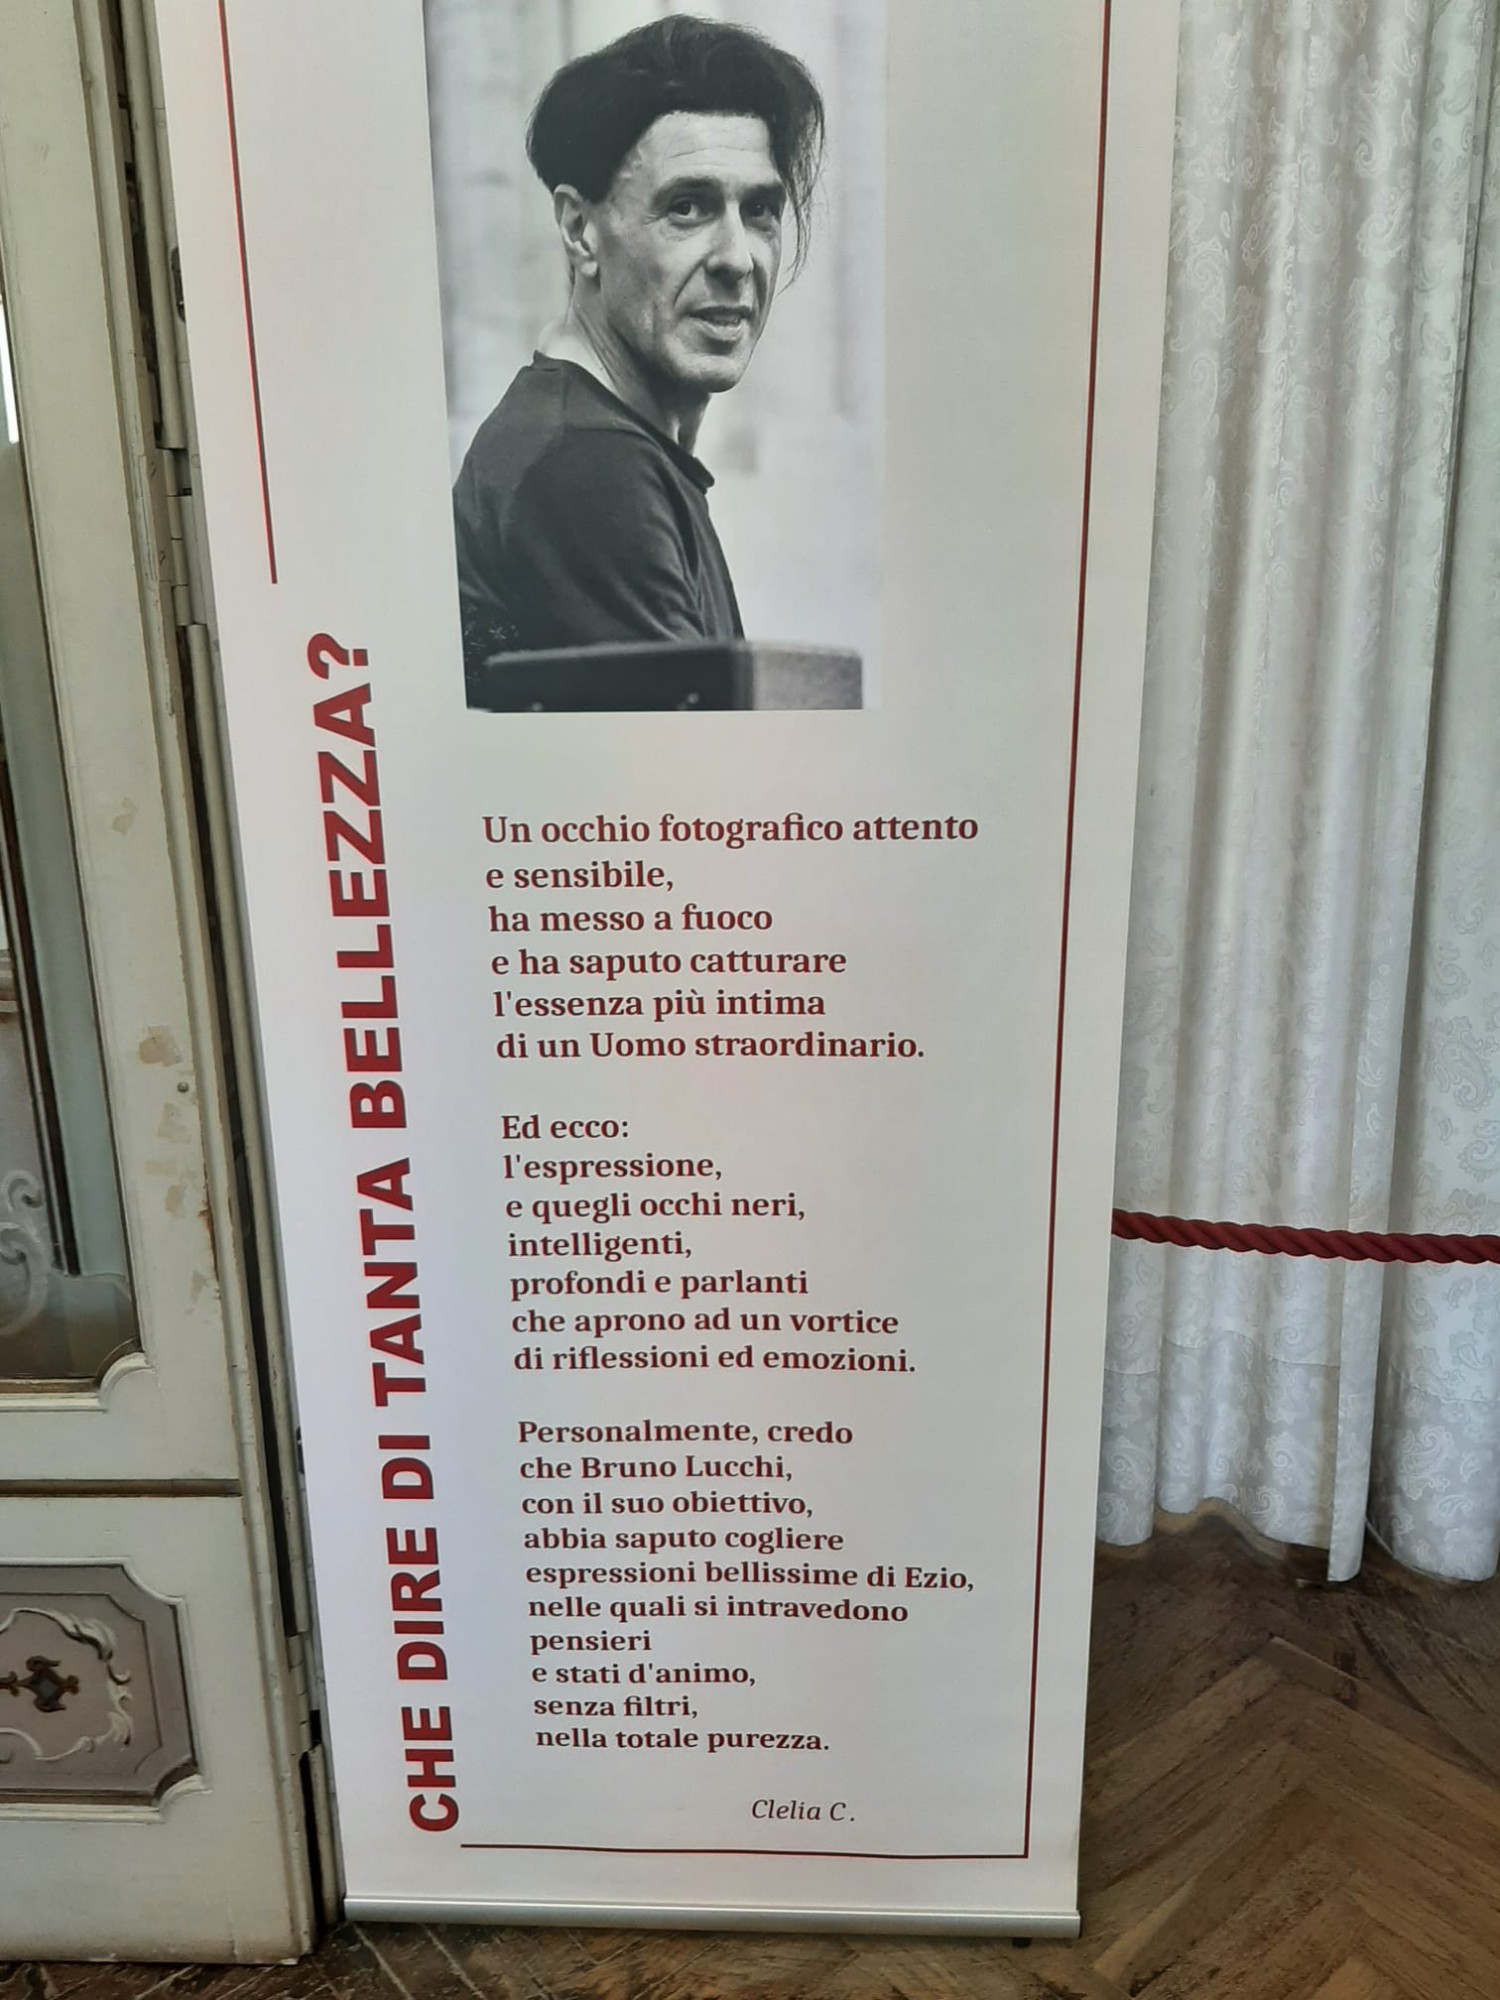 CHE DIRE DI TANTA BELLEZZA?
Un occhio fotografico attento
e sensibile,
ha messo a fuoco
e ha saputo catturare
l'essenza più intima
di un Uomo straordinario.
Ed ecco:
l'espressione,
e quegli occhi neri,
intelligenti,
profondi e parlanti
che aprono ad un vortice
di riflessioni ed emozioni.
Personalmente, credo
che Bruno Lucchi,
con il suo obiettivo,
abbia saputo cogliere
espressioni bellissime di Ezio,
nelle quali si intravedono
pensieri
e stati d'animo,
senza filtri,
nella totale purezza.
Clelia C.